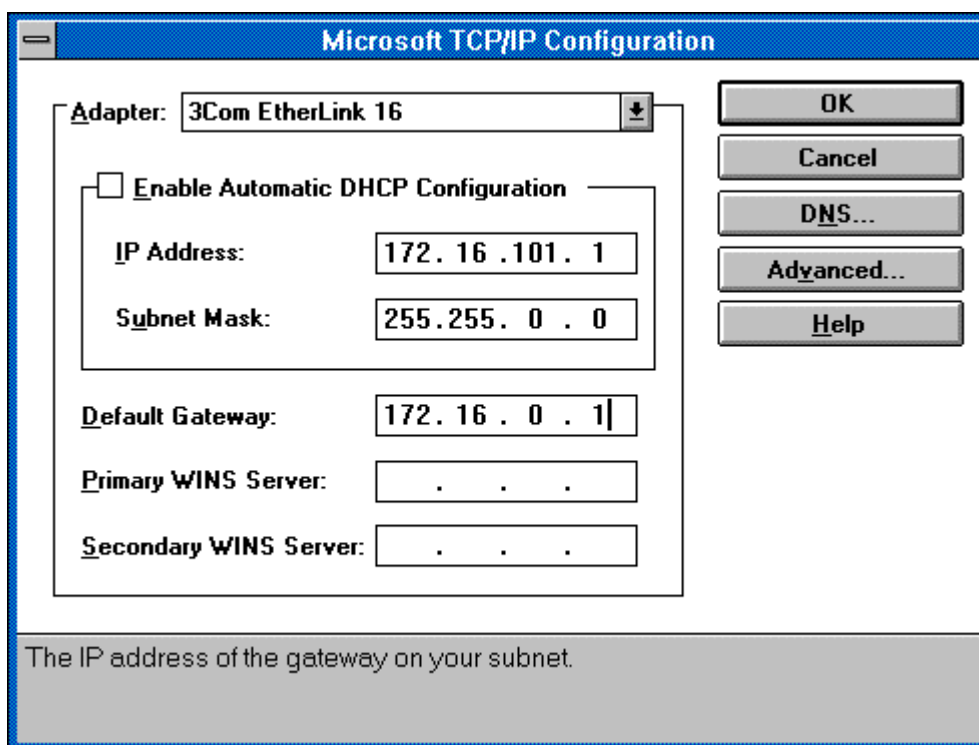 Microsoft TCP/IP Configuration
Adapter: 3Com EtherLink 16
Enable Automatic DHCP Configuration
IP Address: 172. 16 .101. 1
Subnet Mask: 255.255. 0 . 0
Default Gateway: 172. 16 . 0 . 1
Primary WINS Server: . . .
Secondary WINS Server: . . .
OK
Cancel
DNS...
Advanced...
Help
The IP address of the gateway on your subnet.